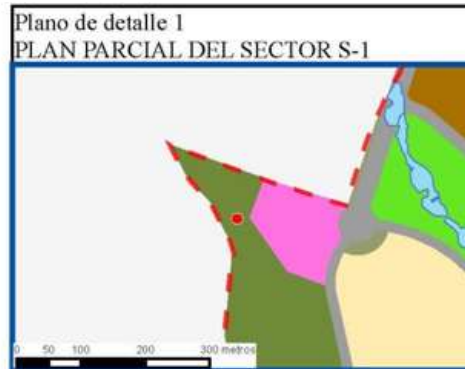 Plano de detalle 1
PLAN PARCIAL DEL SECTOR S-1
0 50 100 200 300 metros